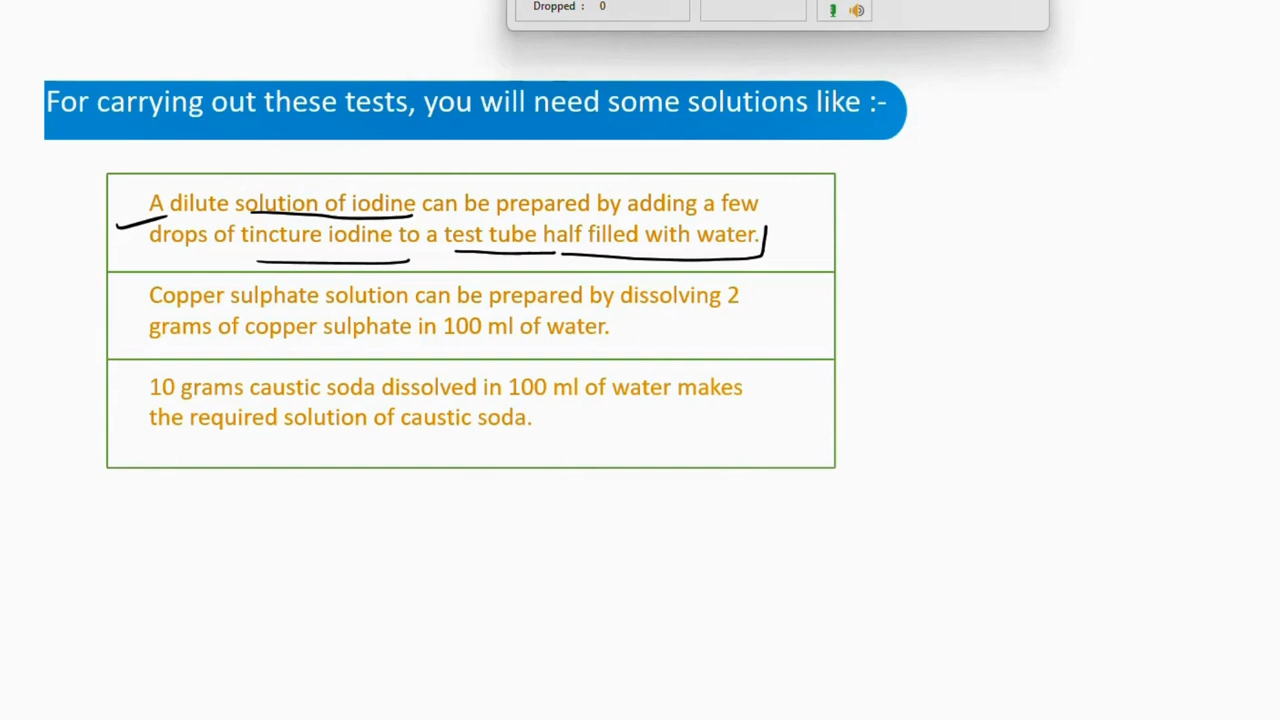 Dropped : 0
For carrying out these tests, you will need some solutions like :-
A dilute solution of iodine can be prepared by adding a few
drops of tincture iodine to a test tube half filled with water.
Copper sulphate solution can be prepared by dissolving 2
grams of copper sulphate in 100 ml of water.
10 grams caustic soda dissolved in 100 ml of water makes
the required solution of caustic soda.